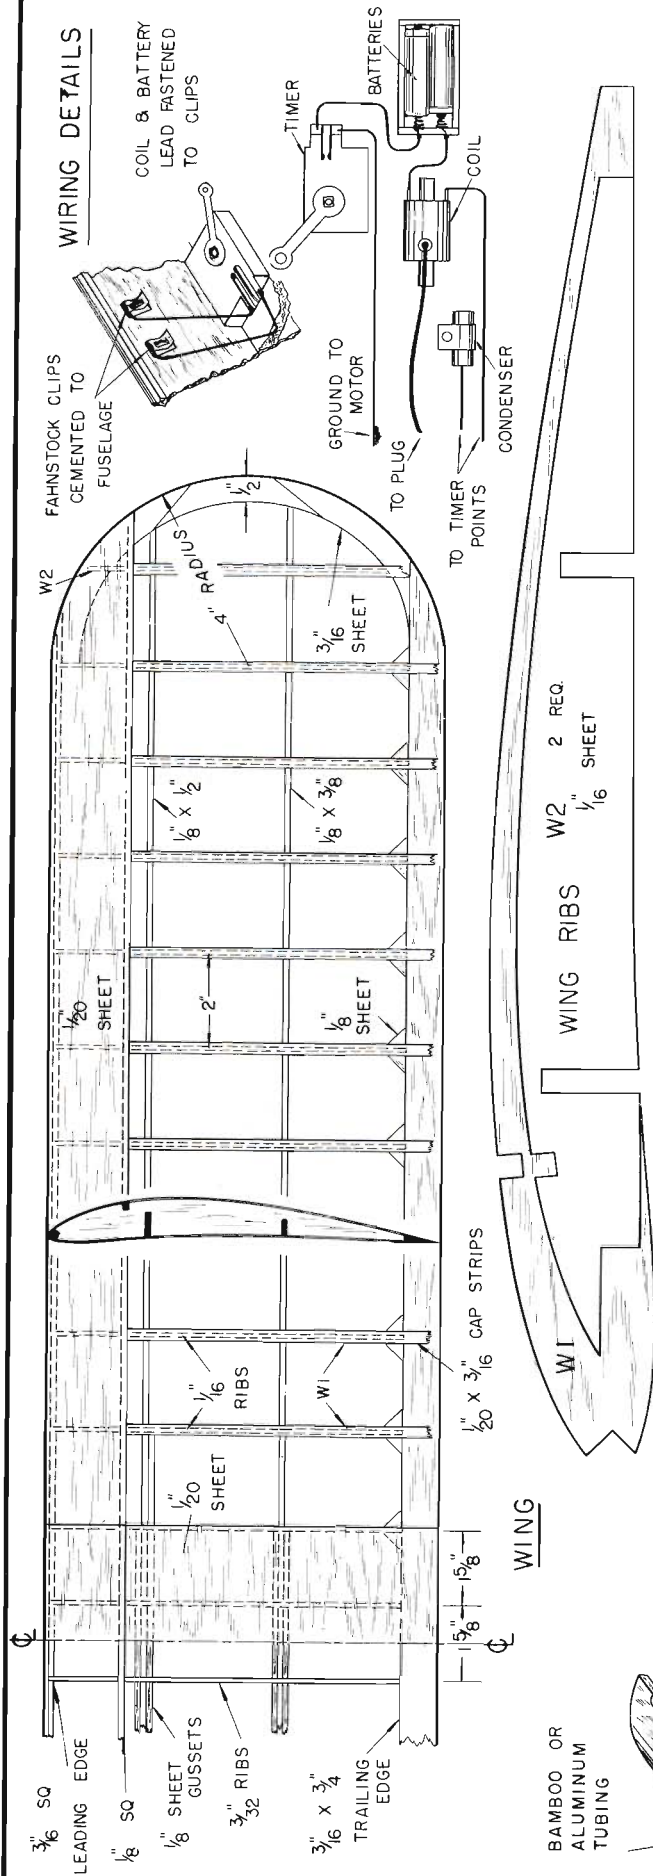 WIRING DETAILS
COIL & BATTERY
LEAD FASTENED
TO CLIPS
FAHNSTOCK CLIPS
CEMENTED TO
FUSELAGE
TIMER
BATTERIES
COIL
GROUND TO
MOTOR
TO PLUG
CONDENSER
TO TIMER
POINTS
3/16" SQ
LEADING EDGE
1/8" SQ
1/8" SHEET
GUSSETS
3/32" RIBS
3/16" X 3/4"
TRAILING
EDGE
CL
CL
1 5/8"
1 5/8"
1/20"
SHEET
1/16"
RIBS
W1
1/20" X 3/16" CAP STRIPS
1/20"
SHEET
2"
1/8"
SHEET
1/8" X 1/2"
1/8" X 3/8"
W2
4" RADIUS
3/16"
SHEET
1/2"
WING
W1
WING RIBS
W2 2 REQ.
1/16" SHEET
BAMBOO OR
ALUMINUM
TUBING